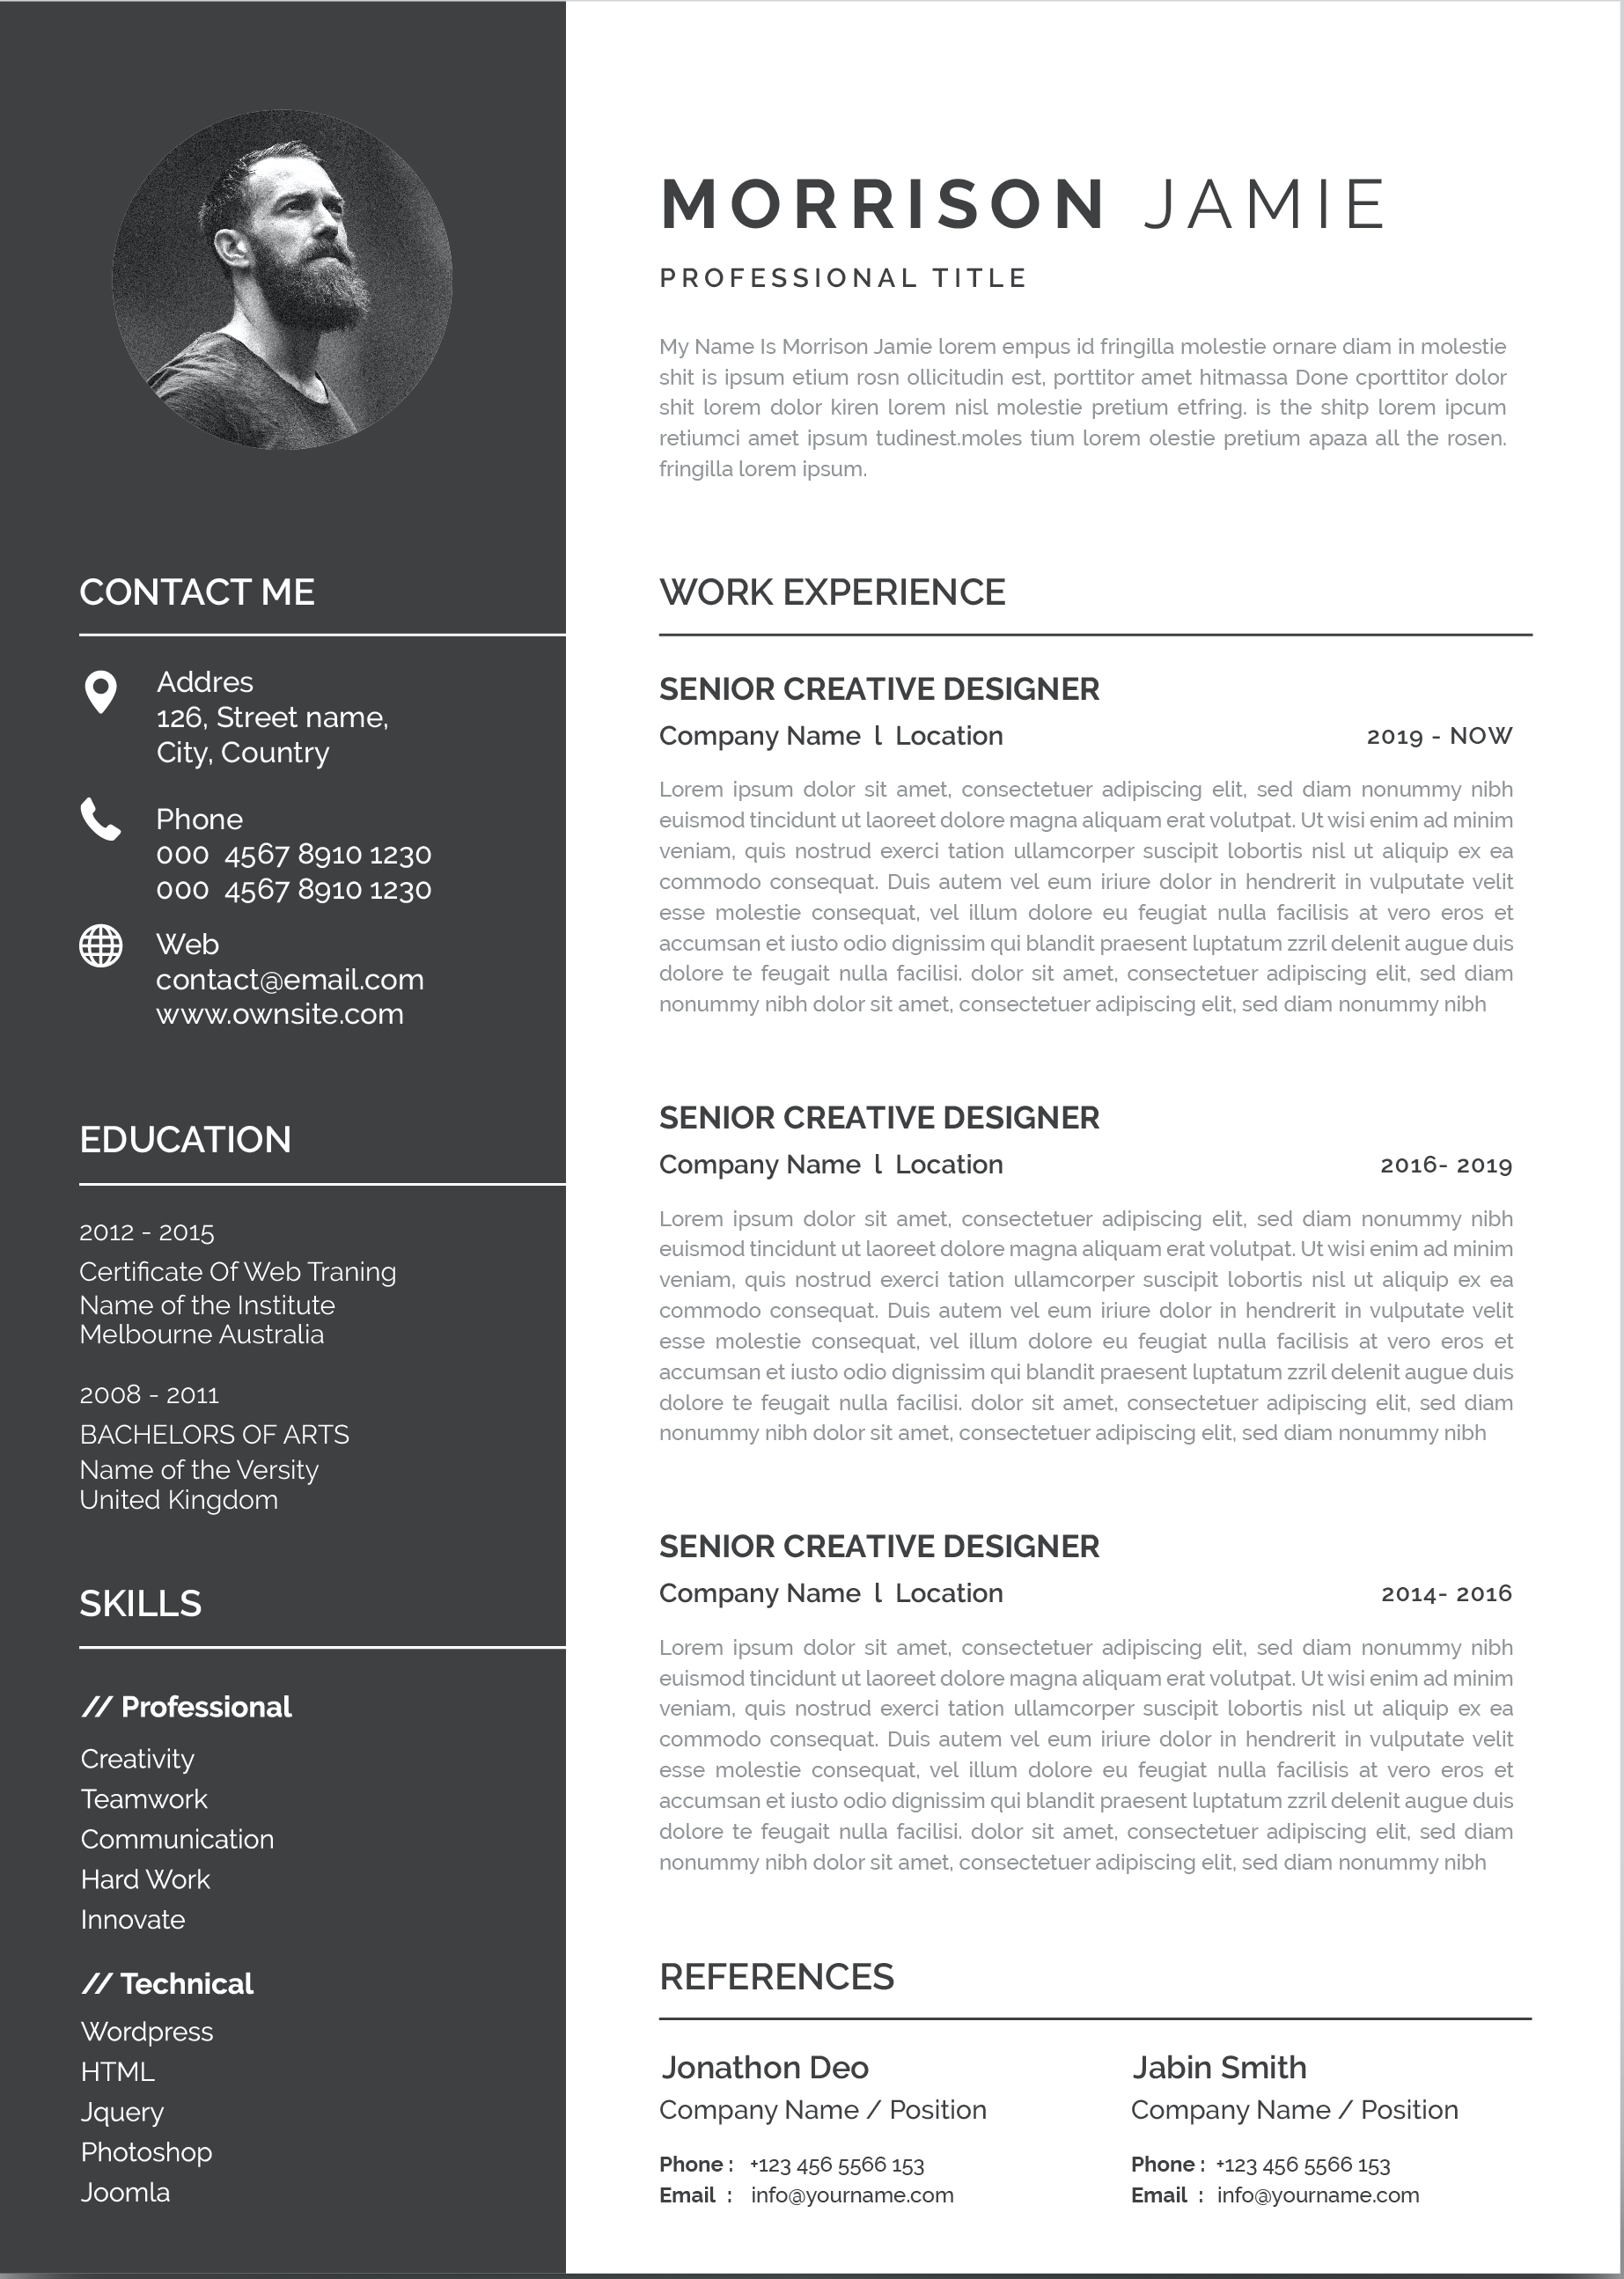 MORRISON JAMIE
PROFESSIONAL TITLE
My Name Is Morrison Jamie lorem empus id fringilla molestie ornare diam in molestie
shit is ipsum etium rosn ollicitudin est, porttitor amet hitmassa Done cporttitor dolor
shit lorem dolor kiren lorem nisl molestie pretium etfring. is the shitp lorem ipcum
retiumci amet ipsum tudinest.moles tium lorem olestie pretium apaza all the rosen.
fringilla lorem ipsum.
CONTACT ME
Addres
126, Street name,
City, Country
Phone
000 4567 8910 1230
000 4567 8910 1230
Web
contact@email.com
www.ownsite.com
EDUCATION
2012 - 2015
Certificate Of Web Traning
Name of the Institute
Melbourne Australia
2008 - 2011
BACHELORS OF ARTS
Name of the Versity
United Kingdom
SKILLS
// Professional
Creativity
Teamwork
Communication
Hard Work
Innovate
// Technical
Wordpress
HTML
Jquery
Photoshop
Joomla
WORK EXPERIENCE
SENIOR CREATIVE DESIGNER
Company Name l Location 2019 - NOW
Lorem ipsum dolor sit amet, consectetuer adipiscing elit, sed diam nonummy nibh
euismod tincidunt ut laoreet dolore magna aliquam erat volutpat. Ut wisi enim ad minim
veniam, quis nostrud exerci tation ullamcorper suscipit lobortis nisl ut aliquip ex ea
commodo consequat. Duis autem vel eum iriure dolor in hendrerit in vulputate velit
esse molestie consequat, vel illum dolore eu feugiat nulla facilisis at vero eros et
accumsan et iusto odio dignissim qui blandit praesent luptatum zzril delenit augue duis
dolore te feugait nulla facilisi. dolor sit amet, consectetuer adipiscing elit, sed diam
nonummy nibh dolor sit amet, consectetuer adipiscing elit, sed diam nonummy nibh
SENIOR CREATIVE DESIGNER
Company Name l Location 2016- 2019
Lorem ipsum dolor sit amet, consectetuer adipiscing elit, sed diam nonummy nibh
euismod tincidunt ut laoreet dolore magna aliquam erat volutpat. Ut wisi enim ad minim
veniam, quis nostrud exerci tation ullamcorper suscipit lobortis nisl ut aliquip ex ea
commodo consequat. Duis autem vel eum iriure dolor in hendrerit in vulputate velit
esse molestie consequat, vel illum dolore eu feugiat nulla facilisis at vero eros et
accumsan et iusto odio dignissim qui blandit praesent luptatum zzril delenit augue duis
dolore te feugait nulla facilisi. dolor sit amet, consectetuer adipiscing elit, sed diam
nonummy nibh dolor sit amet, consectetuer adipiscing elit, sed diam nonummy nibh
SENIOR CREATIVE DESIGNER
Company Name l Location 2014- 2016
Lorem ipsum dolor sit amet, consectetuer adipiscing elit, sed diam nonummy nibh
euismod tincidunt ut laoreet dolore magna aliquam erat volutpat. Ut wisi enim ad minim
veniam, quis nostrud exerci tation ullamcorper suscipit lobortis nisl ut aliquip ex ea
commodo consequat. Duis autem vel eum iriure dolor in hendrerit in vulputate velit
esse molestie consequat, vel illum dolore eu feugiat nulla facilisis at vero eros et
accumsan et iusto odio dignissim qui blandit praesent luptatum zzril delenit augue duis
dolore te feugait nulla facilisi. dolor sit amet, consectetuer adipiscing elit, sed diam
nonummy nibh dolor sit amet, consectetuer adipiscing elit, sed diam nonummy nibh
REFERENCES
Jonathon Deo
Company Name / Position
Phone : +123 456 5566 153
Email : info@yourname.com
Jabin Smith
Company Name / Position
Phone : +123 456 5566 153
Email : info@yourname.com